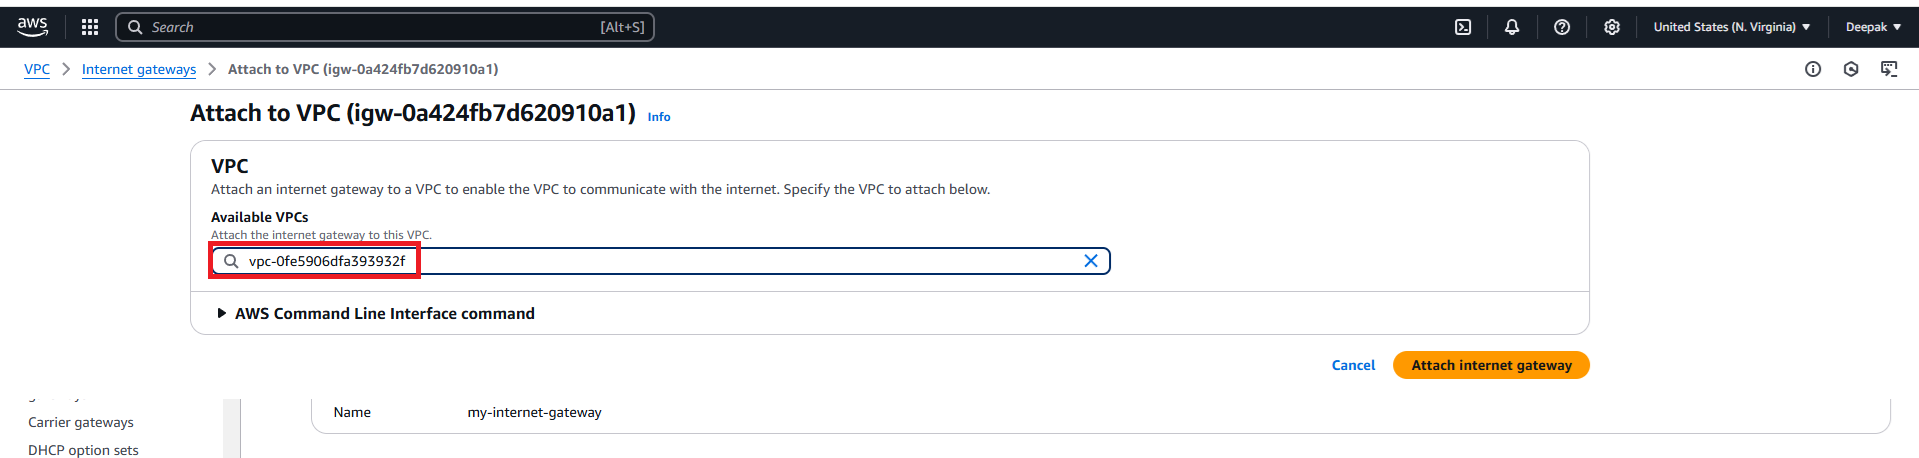 aws Search [Alt+S] United States (N. Virginia) Deepak
VPC Internet gateways Attach to VPC (igw-0a424fb7d620910a1)
Attach to VPC (igw-0a424fb7d620910a1) Info
VPC
Attach an internet gateway to a VPC to enable the VPC to communicate with the internet. Specify the VPC to attach below.
Available VPCs
Attach the internet gateway to this VPC.
vpc-0fe5906dfa393932f
AWS Command Line Interface command
Cancel Attach internet gateway
Name my-internet-gateway
Carrier gateways
DHCP option sets